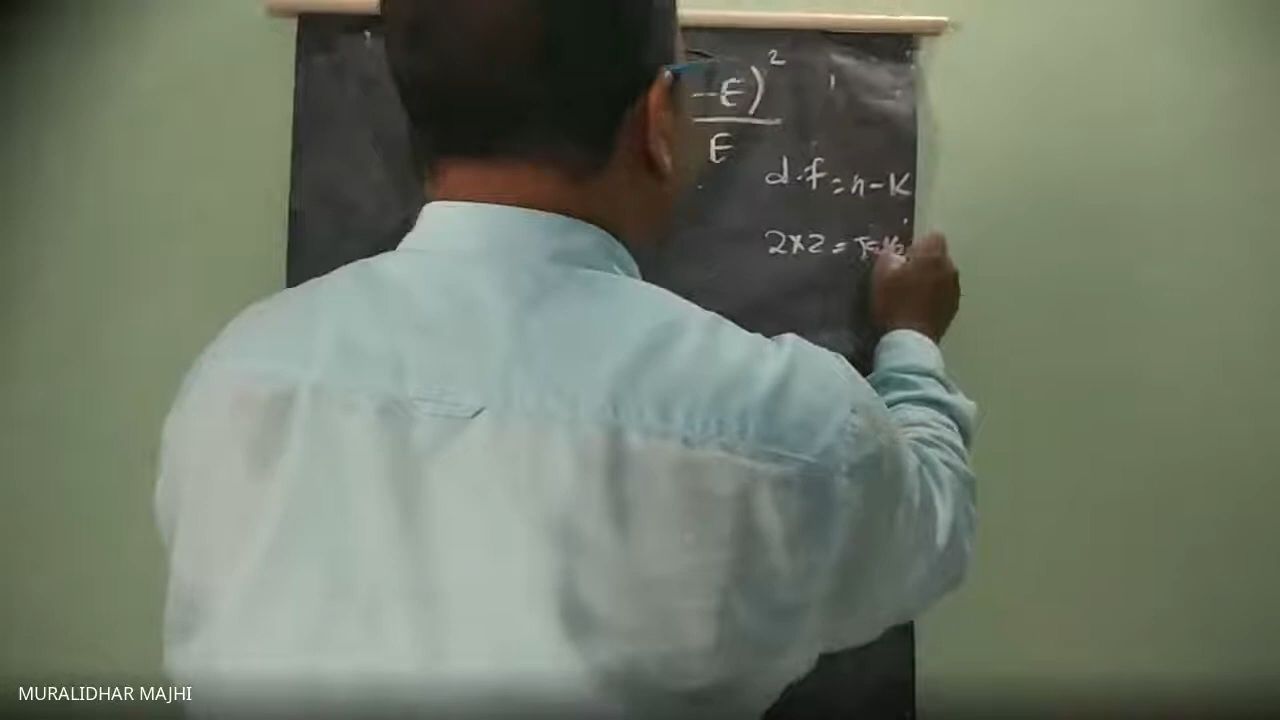 -E)²
E
d.f = n-K
2x2 =
MURALIDHAR MAJHI